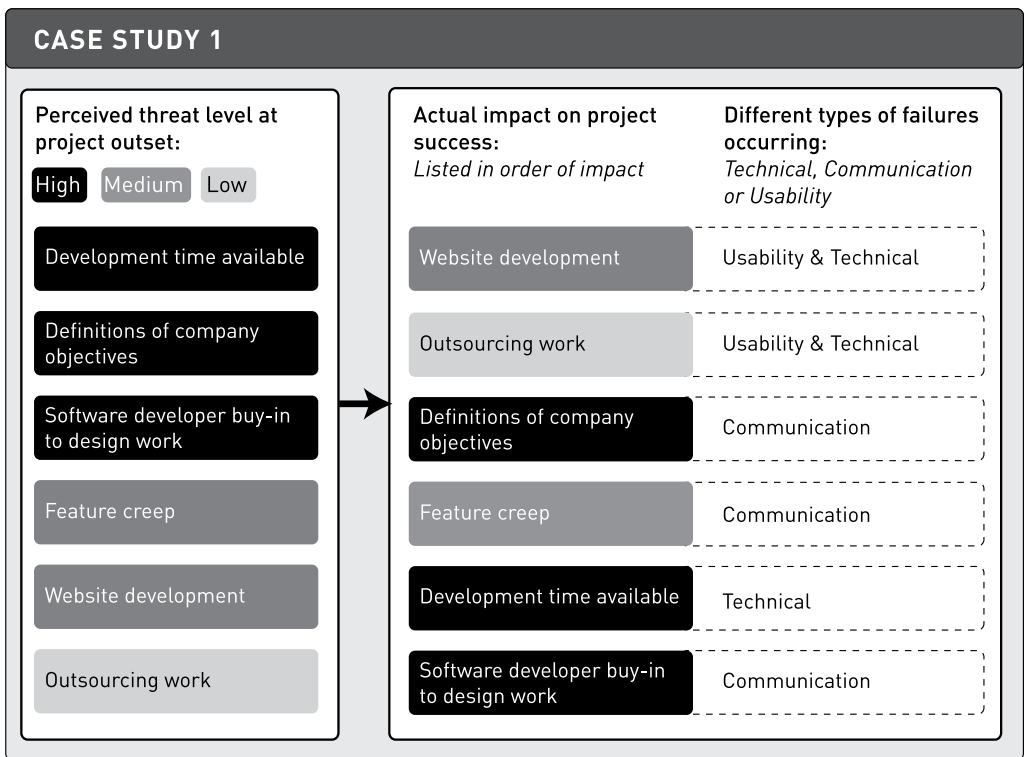 CASE STUDY 1
Perceived threat level at
project outset:
High Medium Low
Development time available
Definitions of company
objectives
Software developer buy-in
to design work
Feature creep
Website development
Outsourcing work
Actual impact on project
success:
Listed in order of impact
Different types of failures
occurring:
Technical, Communication
or Usability
Website development
Usability & Technical
Outsourcing work
Usability & Technical
Definitions of company
objectives
Communication
Feature creep
Communication
Development time available
Technical
Software developer buy-in
to design work
Communication